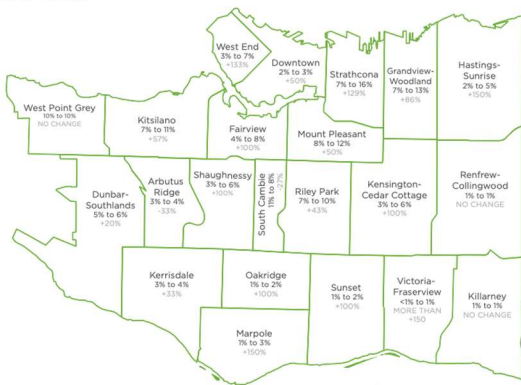 West End
3% to 7%
+133%
Downtown
2% to 3%
+50%
Strathcona
7% to 16%
+129%
Grandview-
Woodland
7% to 13%
+86%
Hastings-
Sunrise
2% to 5%
+150%
West Point Grey
10% to 10%
NO CHANGE
Kitsilano
7% to 11%
+57%
Fairview
4% to 8%
+100%
Mount Pleasant
8% to 12%
+50%
Dunbar-
Southlands
5% to 6%
+20%
Arbutus
Ridge
3% to 4%
-33%
Shaughnessy
3% to 6%
+100%
South Cambie
11% to 8%
-27%
Riley Park
7% to 10%
+43%
Kensington-
Cedar Cottage
3% to 6%
+100%
Renfrew-
Collingwood
1% to 1%
NO CHANGE
Kerrisdale
3% to 4%
+33%
Oakridge
1% to 2%
+100%
Sunset
1% to 2%
+100%
Victoria-
Fraserview
<1% to 1%
MORE THAN
+150
Killarney
1% to 1%
NO CHANGE
Marpole
1% to 3%
+150%